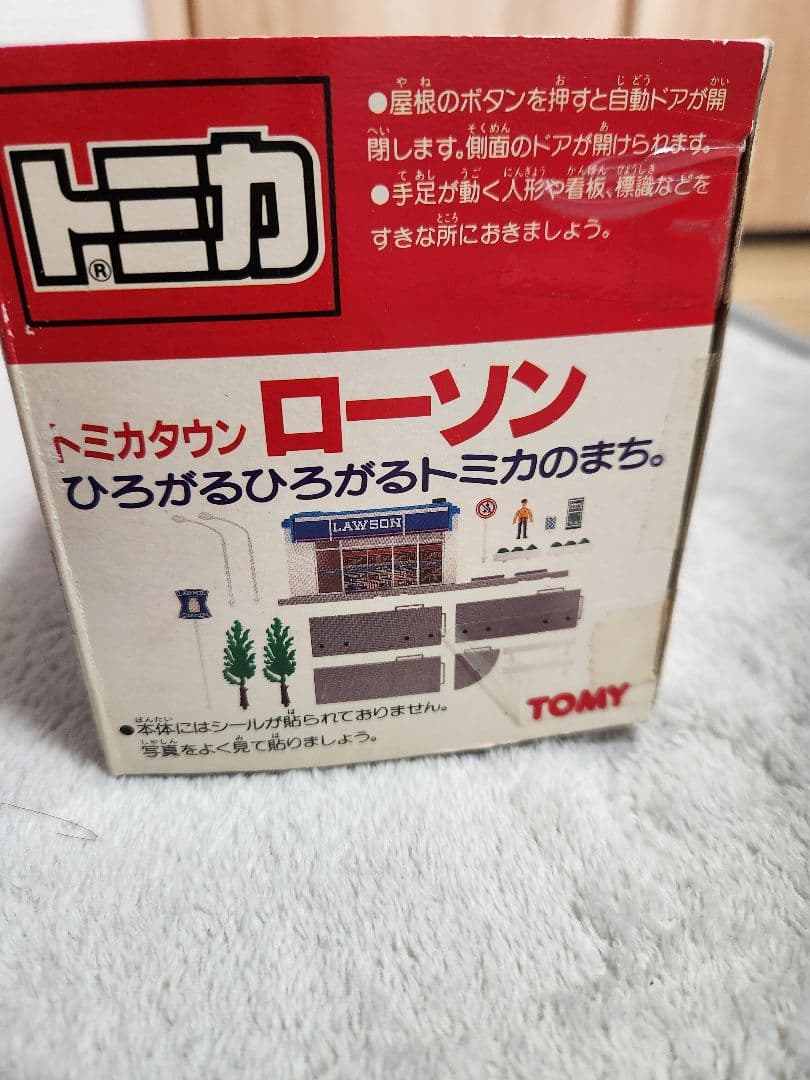 トミカ®
●屋根のボタンを押すと自動ドアが開
閉します。側面のドアが開けられます。
●手足が動く人形や看板、標識などを
すきな所におきましょう。
トミカタウン ローソン
ひろがるひろがるトミカのまち。
LAWSON
LAWSON
STATION
TOMY
●本体にはシールが貼られておりません。
写真をよく見て貼りましょう。